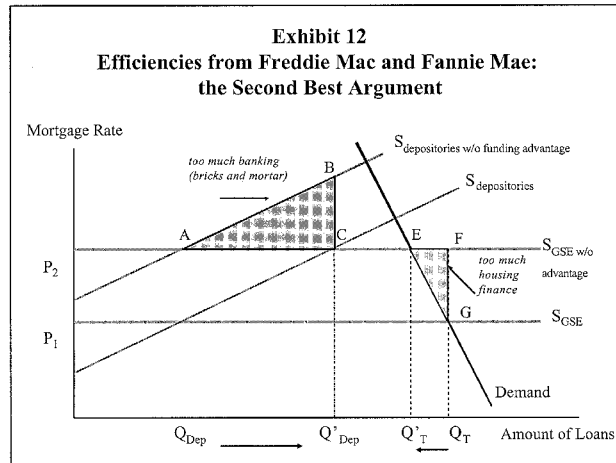 Exhibit 12
Efficiencies from Freddie Mac and Fannie Mae:
the Second Best Argument
Mortgage Rate
too much banking
(bricks and mortar)
B
S depositories w/o funding advantage
S depositories
A
C
E
F
S GSE w/o
advantage
too much
housing
finance
P2
G
S GSE
P1
Demand
QDep
Q'Dep
Q'T
QT
Amount of Loans